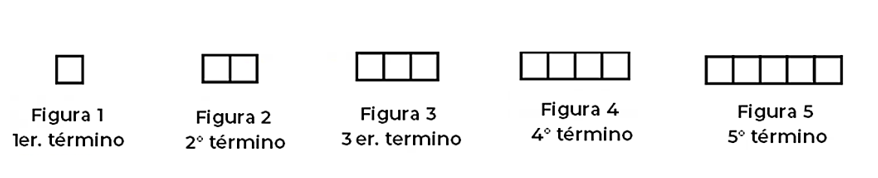 Figura 1
1er. término
Figura 2
2° término
Figura 3
3 er. termino
Figura 4
4° término
Figura 5
5° término